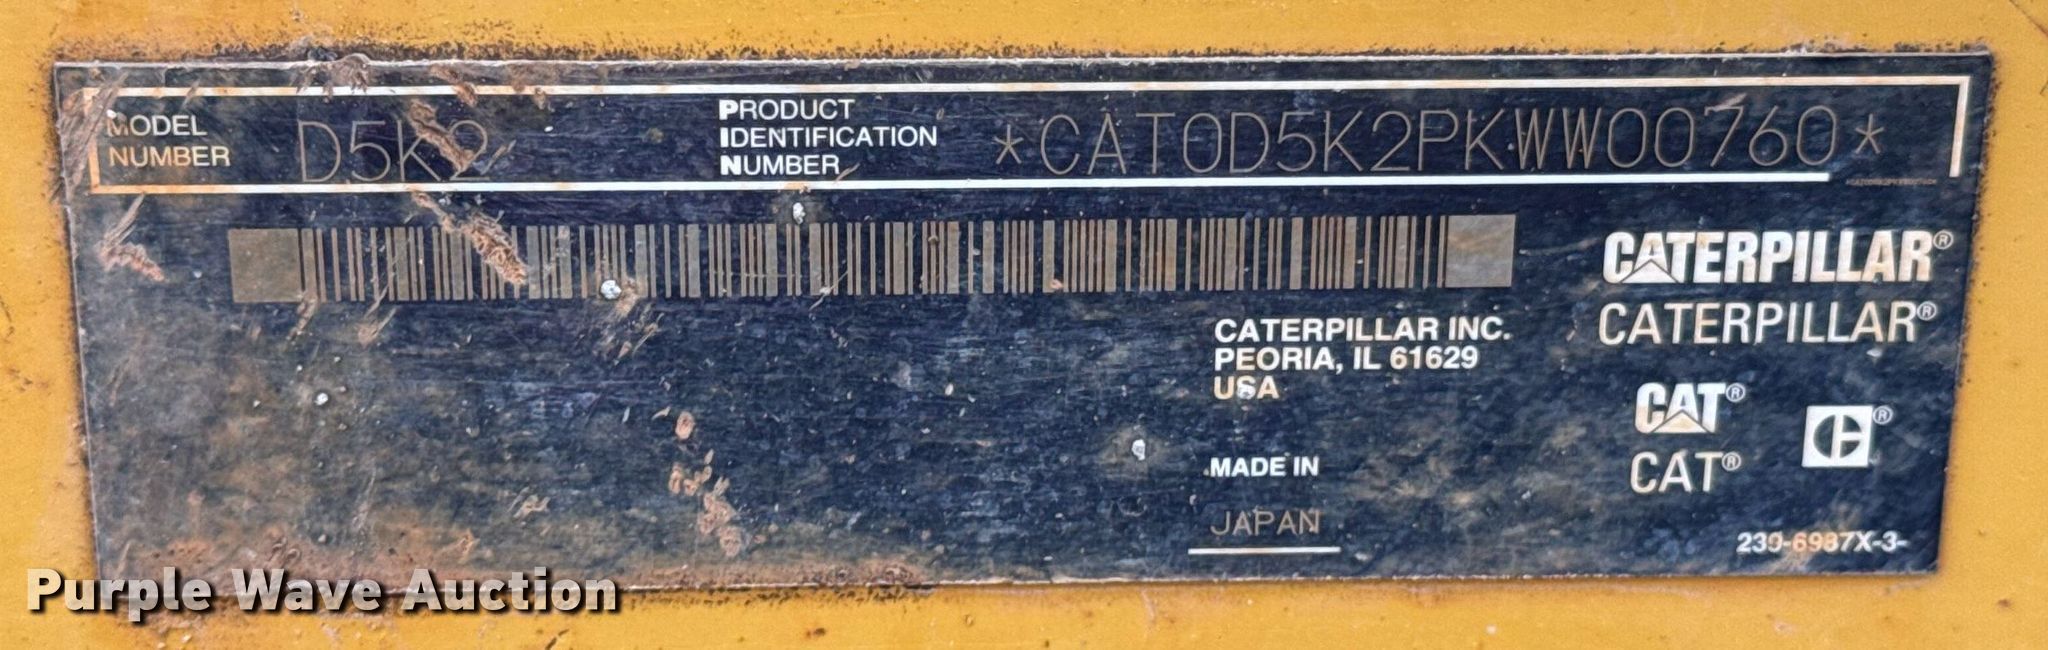 MODEL
NUMBER
D5K2
PRODUCT
IDENTIFICATION
NUMBER
*CAT0D5K2PKWW00760*
CATERPILLAR®
CATERPILLAR®
CATERPILLAR INC.
PEORIA, IL 61629
USA
CAT®
CAT®
®
MADE IN
JAPAN
239-6987X-3-
Purple Wave Auction